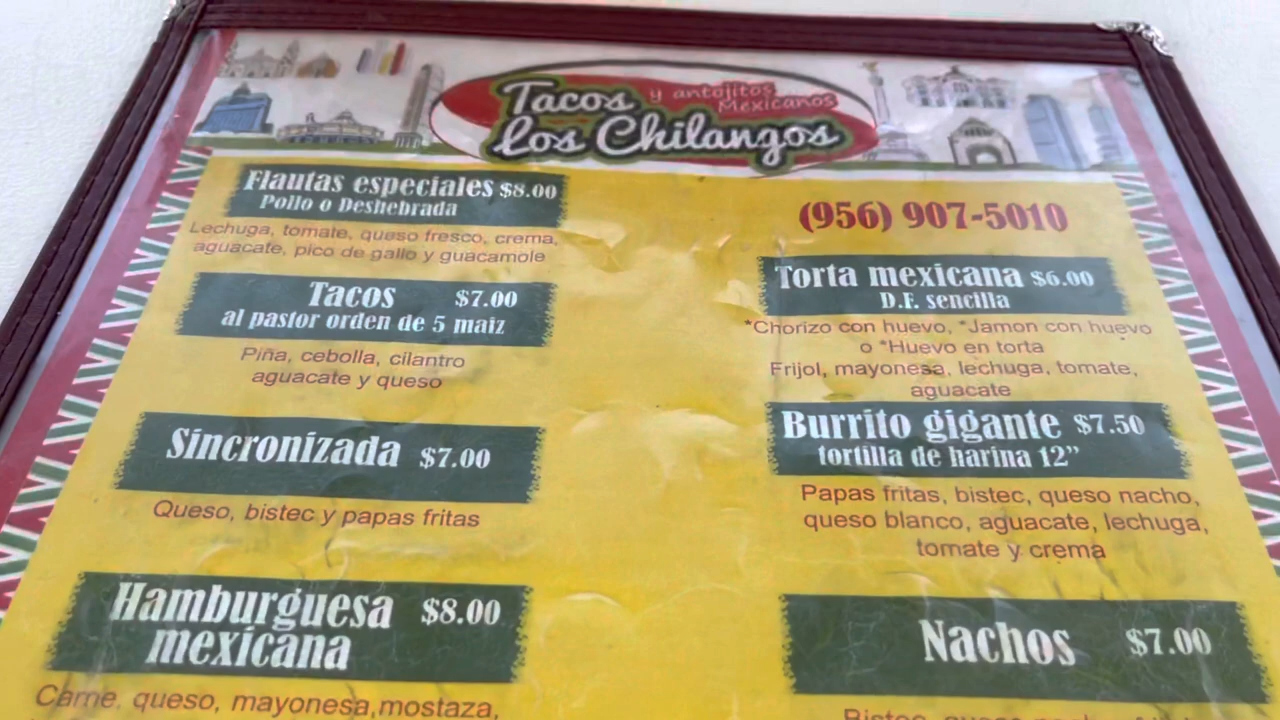 Tacos y antojitos
Mexicanos
los Chilangos
Flautas especiales $8.00
Pollo o Deshebrada
Lechuga, tomate, queso fresco, crema,
aguacate, pico de gallo y guacamole
Tacos $7.00
al pastor orden de 5 maiz
Piña, cebolla, cilantro
aguacate y queso
Sincronizada $7.00
Queso, bistec y papas fritas
Hamburguesa $8.00
mexicana
Carne, queso, mayonesa,mostaza,
(956) 907-5010
Torta mexicana $6.00
D.F. sencilla
*Chorizo con huevo, *Jamon con huevo
o *Huevo en torta
Frijol, mayonesa, lechuga, tomate,
aguacate
Burrito gigante $7.50
tortilla de harina 12”
Papas fritas, bistec, queso nacho,
queso blanco, aguacate, lechuga,
tomate y crema
Nachos $7.00
Bistec, queso